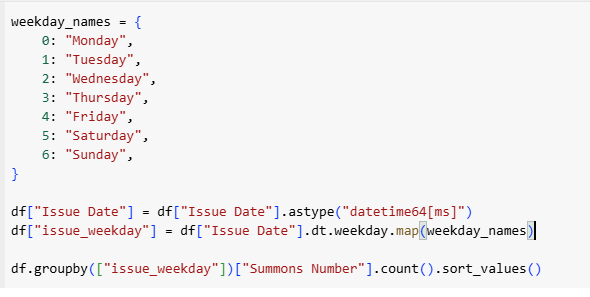 weekday_names = {
    0: "Monday",
    1: "Tuesday",
    2: "Wednesday",
    3: "Thursday",
    4: "Friday",
    5: "Saturday",
    6: "Sunday",
}

df["Issue Date"] = df["Issue Date"].astype("datetime64[ms]")
df["issue_weekday"] = df["Issue Date"].dt.weekday.map(weekday_names)

df.groupby(["issue_weekday"])["Summons Number"].count().sort_values()